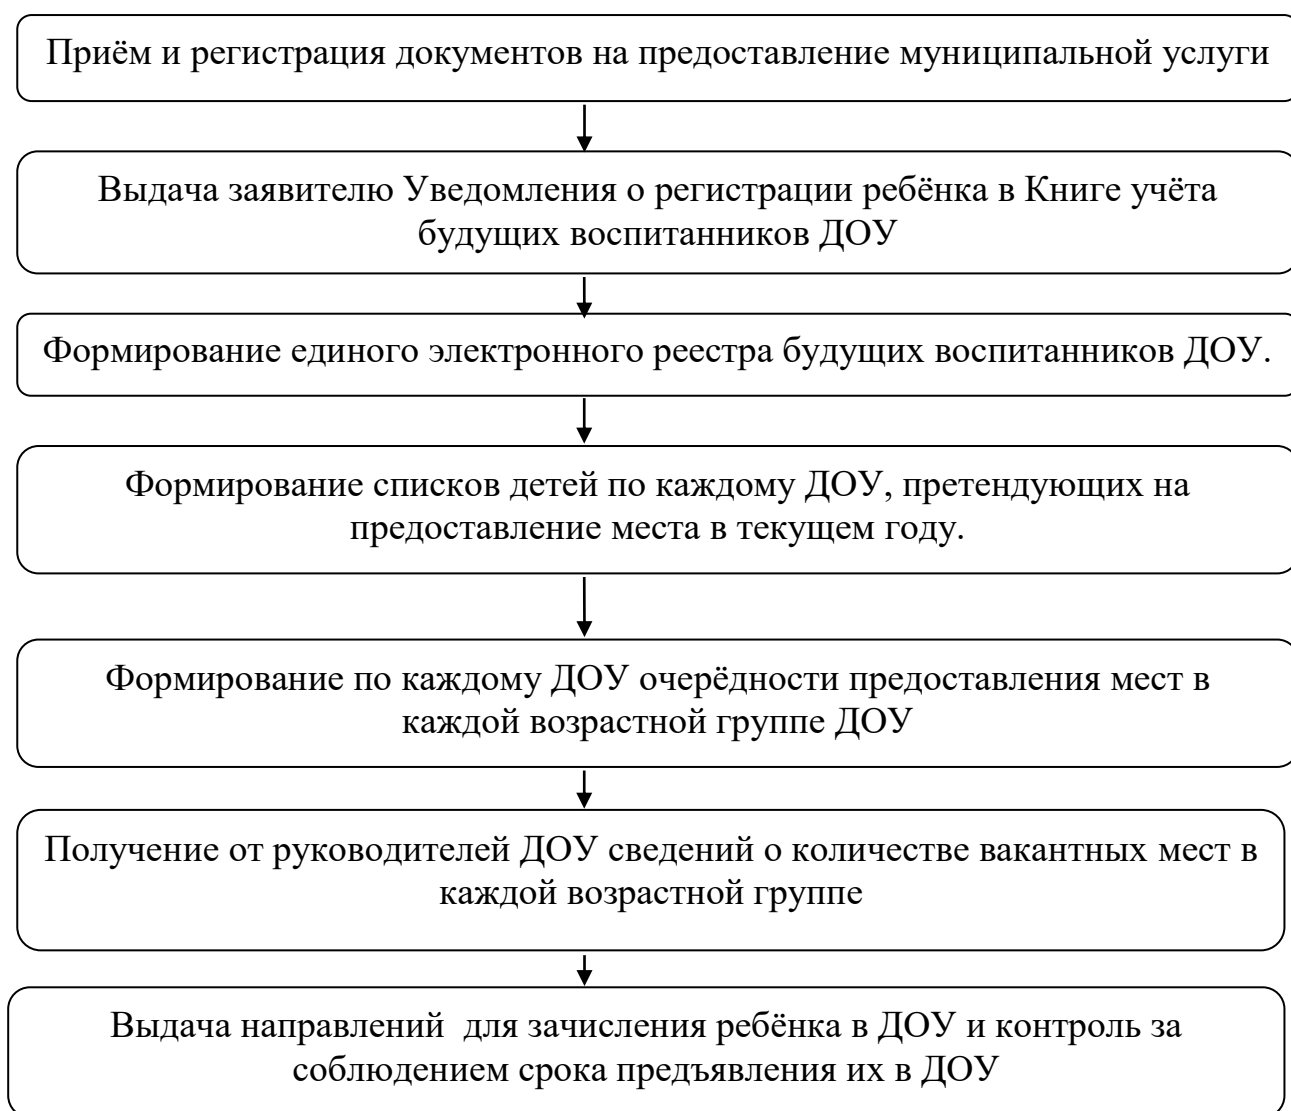 Приём и регистрация документов на предоставление муниципальной услуги
Выдача заявителю Уведомления о регистрации ребёнка в Книге учёта
будущих воспитанников ДОУ
Формирование единого электронного реестра будущих воспитанников ДОУ.
Формирование списков детей по каждому ДОУ, претендующих на
предоставление места в текущем году.
Формирование по каждому ДОУ очерёдности предоставления мест в
каждой возрастной группе ДОУ
Получение от руководителей ДОУ сведений о количестве вакантных мест в
каждой возрастной группе
Выдача направлений  для зачисления ребёнка в ДОУ и контроль за
соблюдением срока предъявления их в ДОУ